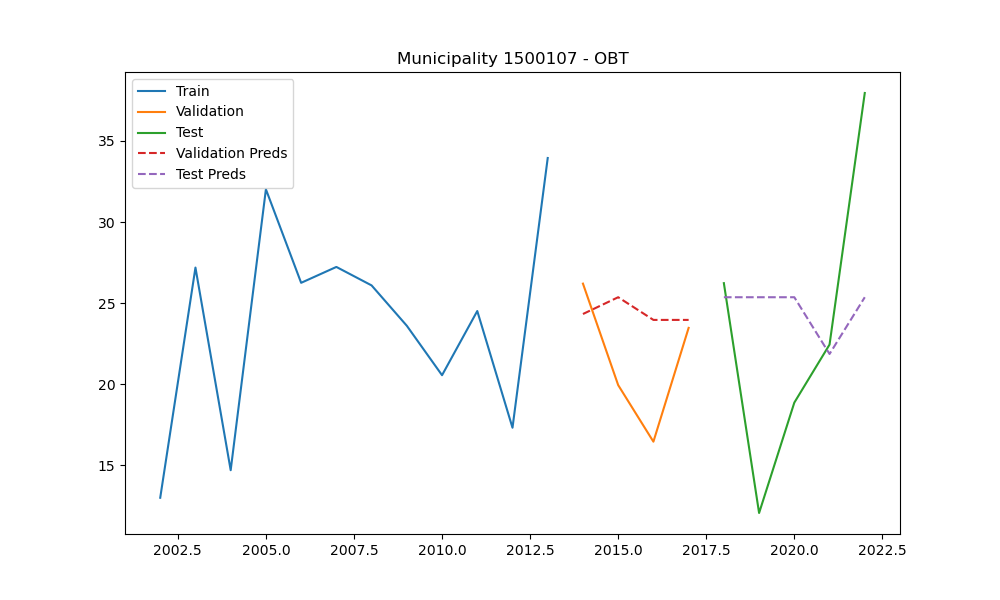 Municipality 1500107 - OBT
Train
Validation
Test
Validation Preds
Test Preds
35
30
25
20
15
2002.5 2005.0 2007.5 2010.0 2012.5 2015.0 2017.5 2020.0 2022.5